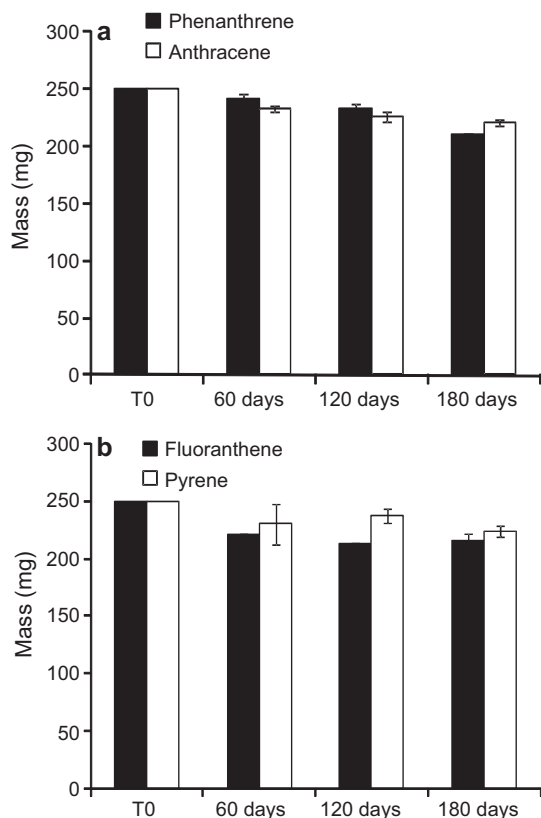 a
Phenanthrene
Anthracene
Mass (mg)
300
250
200
150
100
50
0
T0 60 days 120 days 180 days
b
Fluoranthene
Pyrene
Mass (mg)
300
250
200
150
100
50
0
T0 60 days 120 days 180 days